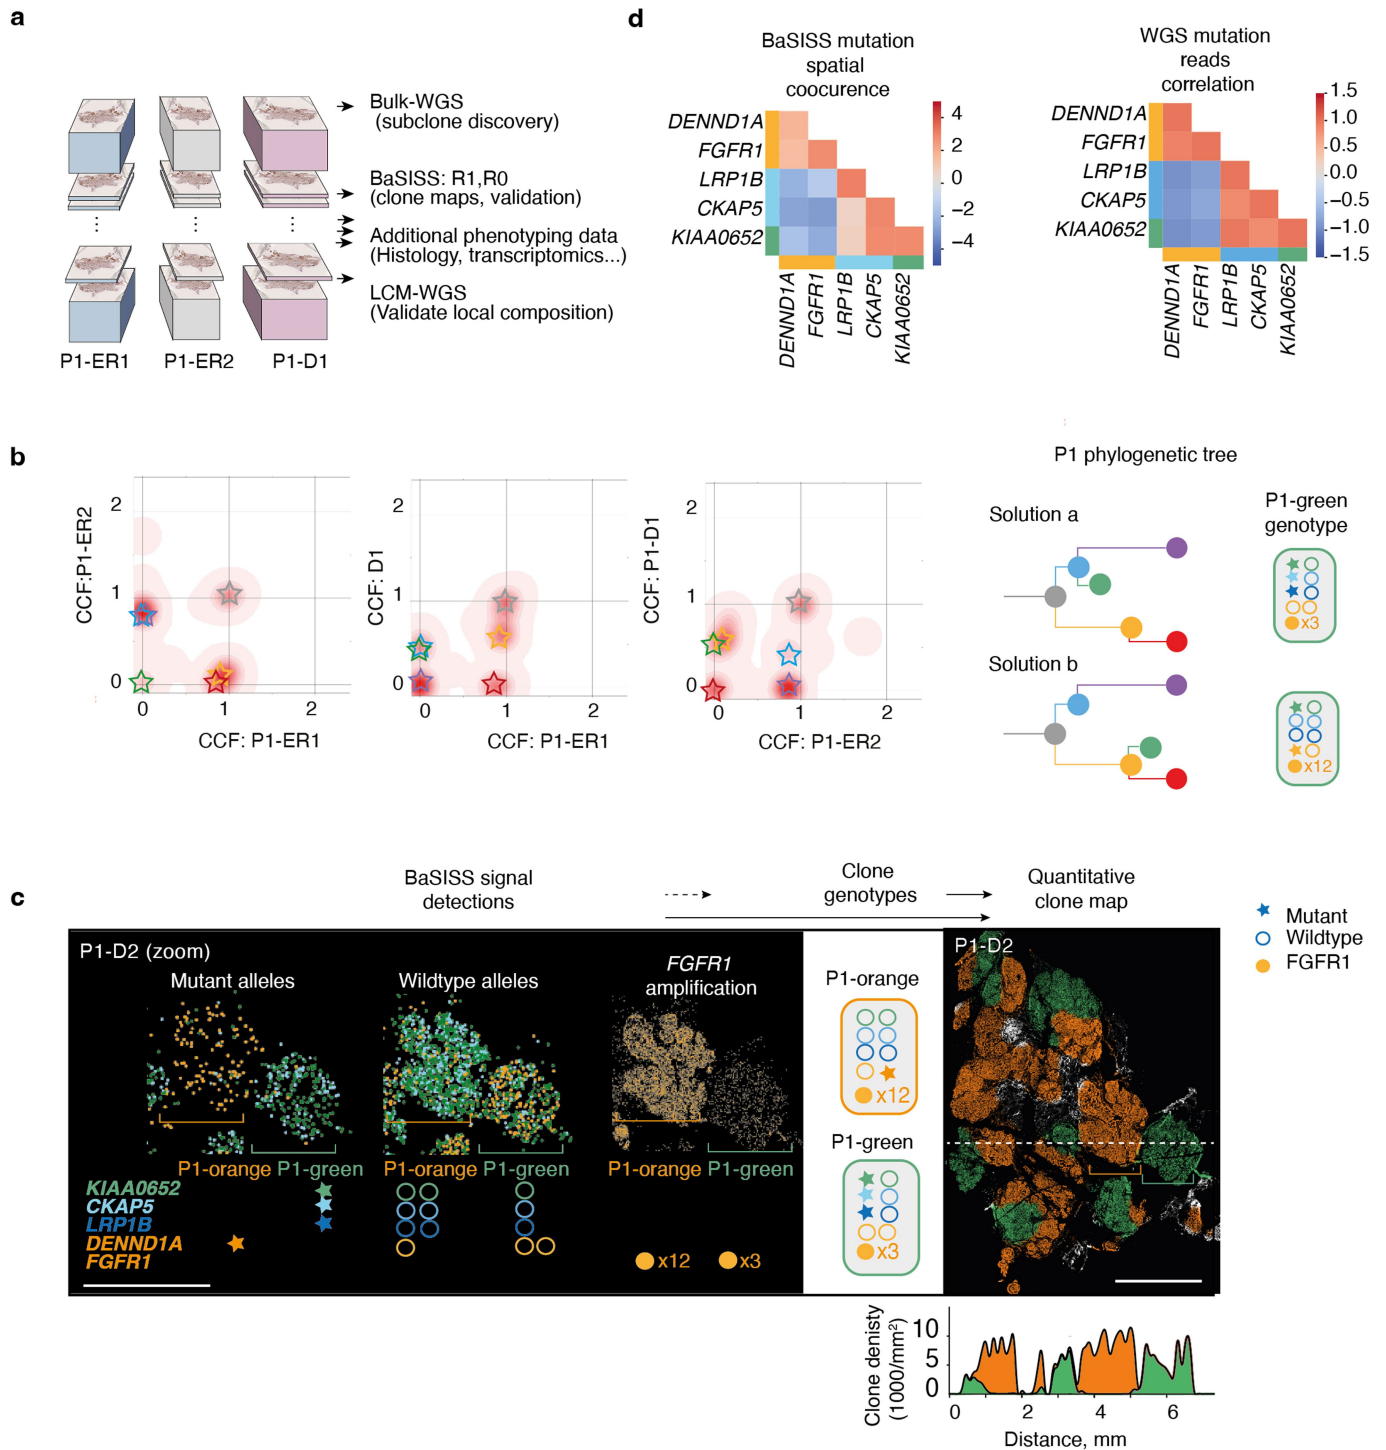 a
Bulk-WGS
(subclone discovery)
BaSISS: R1,R0
(clone maps, validation)
Additional phenotyping data
(Histology, transcriptomics...)
LCM-WGS
(Validate local composition)
P1-ER1
P1-ER2
P1-D1
d
BaSISS mutation
spatial
coocurence
DENND1A
FGFR1
LRP1B
CKAP5
KIAA0652
4
2
0
−2
−4
DENND1A
FGFR1
LRP1B
CKAP5
KIAA0652
WGS mutation
reads
correlation
DENND1A
FGFR1
LRP1B
CKAP5
KIAA0652
1.5
1.0
0.5
0.0
−0.5
−1.0
−1.5
DENND1A
FGFR1
LRP1B
CKAP5
KIAA0652
b
CCF:P1-ER2
2
1
0
0
1
2
CCF: P1-ER1
CCF: D1
2
1
0
0
1
2
CCF: P1-ER1
CCF: P1-D1
2
1
0
0
1
2
CCF: P1-ER2
P1 phylogenetic tree
Solution a
Solution b
P1-green
genotype
x3
x12
c
BaSISS signal
detections
Clone
genotypes
Quantitative
clone map
P1-D2 (zoom)
Mutant alleles
Wildtype alleles
FGFR1
amplification
P1-orange
P1-green
P1-orange
P1-green
P1-orange
P1-green
KIAA0652
CKAP5
LRP1B
DENND1A
FGFR1
x12
x3
P1-orange
x12
P1-green
x3
P1-D2
Mutant
Wildtype
FGFR1
Clone denisty
(1000/mm²)
10
5
0
0
2
4
6
Distance, mm